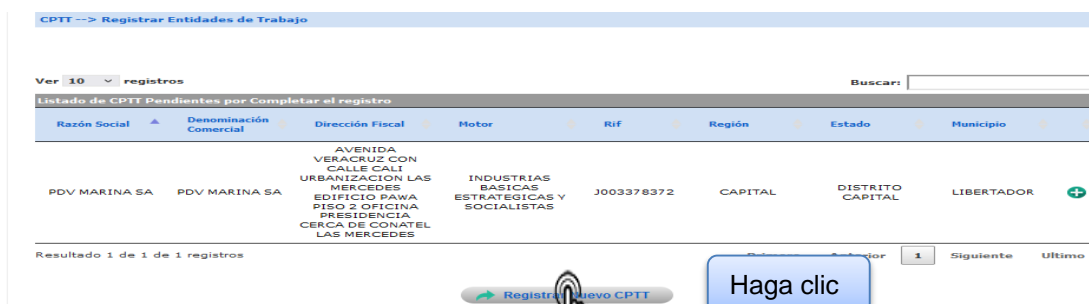 CPTT --> Registrar Entidades de Trabajo
Ver 10 registros
Buscar:
Listado de CPTT Pendientes por Completar el registro
Razón Social
Denominación
Comercial
Dirección Fiscal
Motor
Rif
Región
Estado
Municipio
PDV MARINA SA
PDV MARINA SA
AVENIDA
VERACRUZ CON
CALLE CALI
URBANIZACION LAS
MERCEDES
EDIFICIO PAWA
PISO 2 OFICINA
PRESIDENCIA
CERCA DE CONATEL
LAS MERCEDES
INDUSTRIAS
BASICAS
ESTRATEGICAS Y
SOCIALISTAS
J003378372
CAPITAL
DISTRITO
CAPITAL
LIBERTADOR
Resultado 1 de 1 de 1 registros
1 Siguiente Ultimo
Registrar Nuevo CPTT
Haga clic